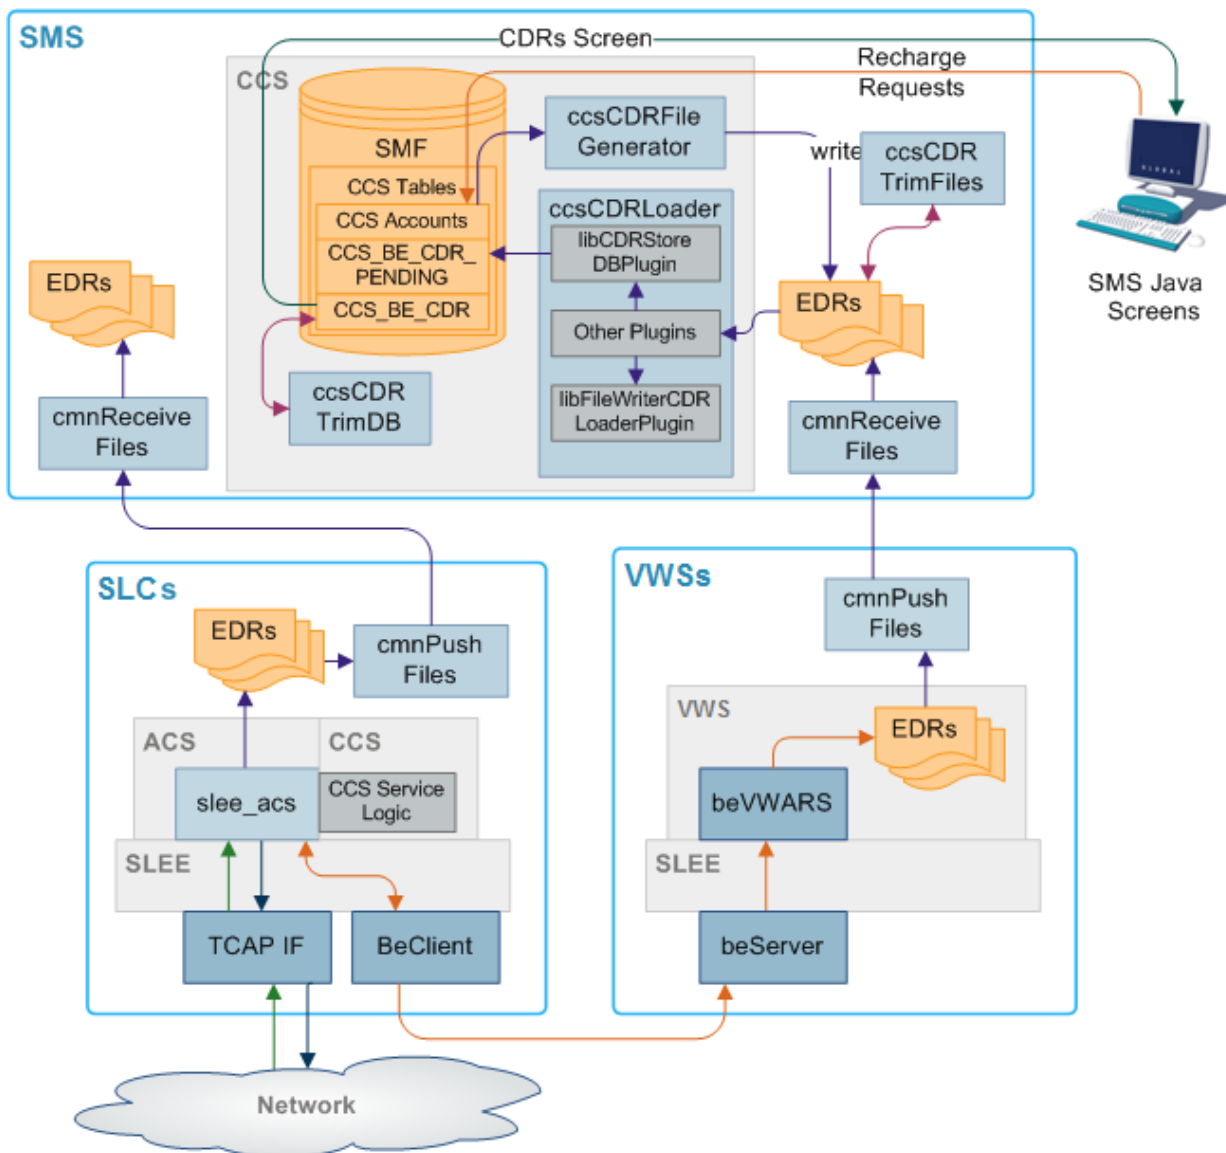 SMS
CDRs Screen
Recharge
Requests
CCS
SMF
CCS Tables
CCS Accounts
CCS_BE_CDR_
PENDING
CCS_BE_CDR
ccsCDRFile
Generator
write
ccsCDR
TrimFiles
GLOBAL
SMS Java
Screens
ccsCDRLoader
libCDRStore
DBPlugin
Other Plugins
libFileWriterCDR
LoaderPlugin
EDRs
EDRs
ccsCDR
TrimDB
cmnReceive
Files
cmnReceive
Files
SLCs
EDRs
cmnPush
Files
ACS
CCS
slee_acs
CCS Service
Logic
SLEE
TCAP IF
BeClient
VWSs
cmnPush
Files
VWS
EDRs
beVWARS
SLEE
beServer
Network